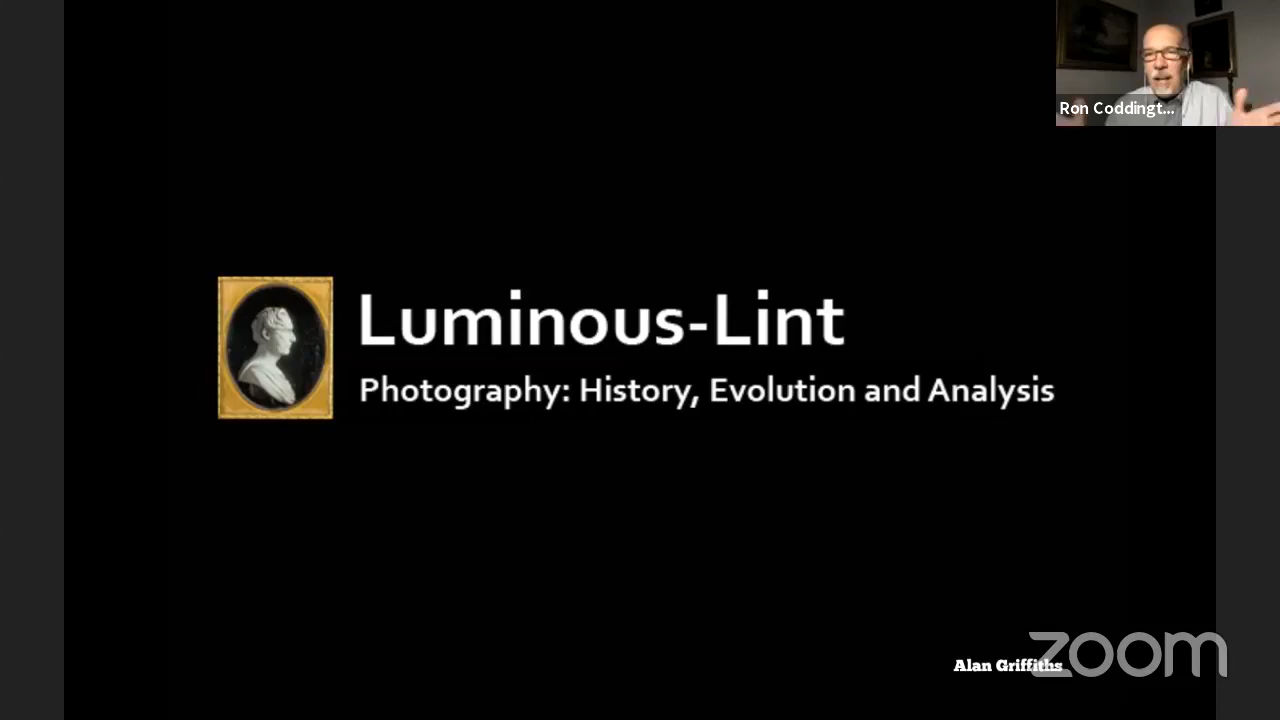 Ron Coddingt...
Luminous-Lint
Photography: History, Evolution and Analysis
Alan Griffiths
zoom